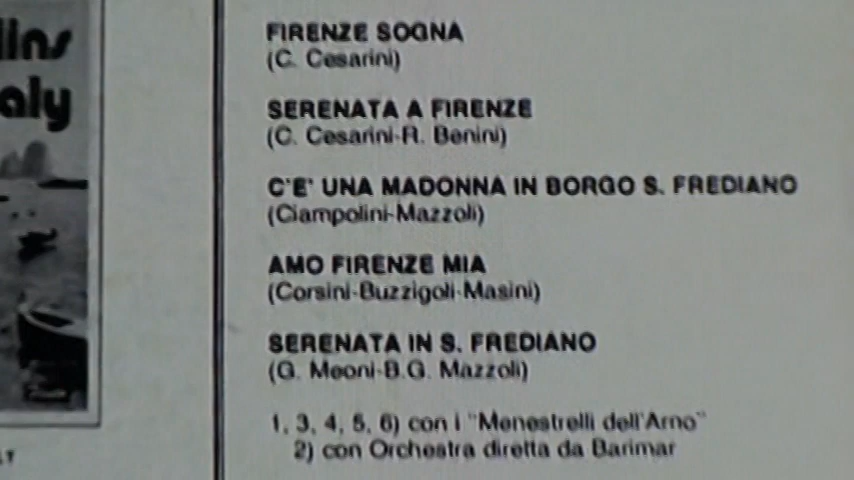 FIRENZE SOGNA
(C. Cesarini)
SERENATA A FIRENZE
(C. Cesarini-R. Benini)
C'E' UNA MADONNA IN BORGO S. FREDIANO
(Ciampolini-Mazzoli)
AMO FIRENZE MIA
(Corsini-Buzzigoli-Masini)
SERENATA IN S. FREDIANO
(G. Meoni-B.G. Mazzoli)
1, 3, 4, 5, 6) con i "Menestrelli dell'Arno"
2) con Orchestra diretta da Barimar